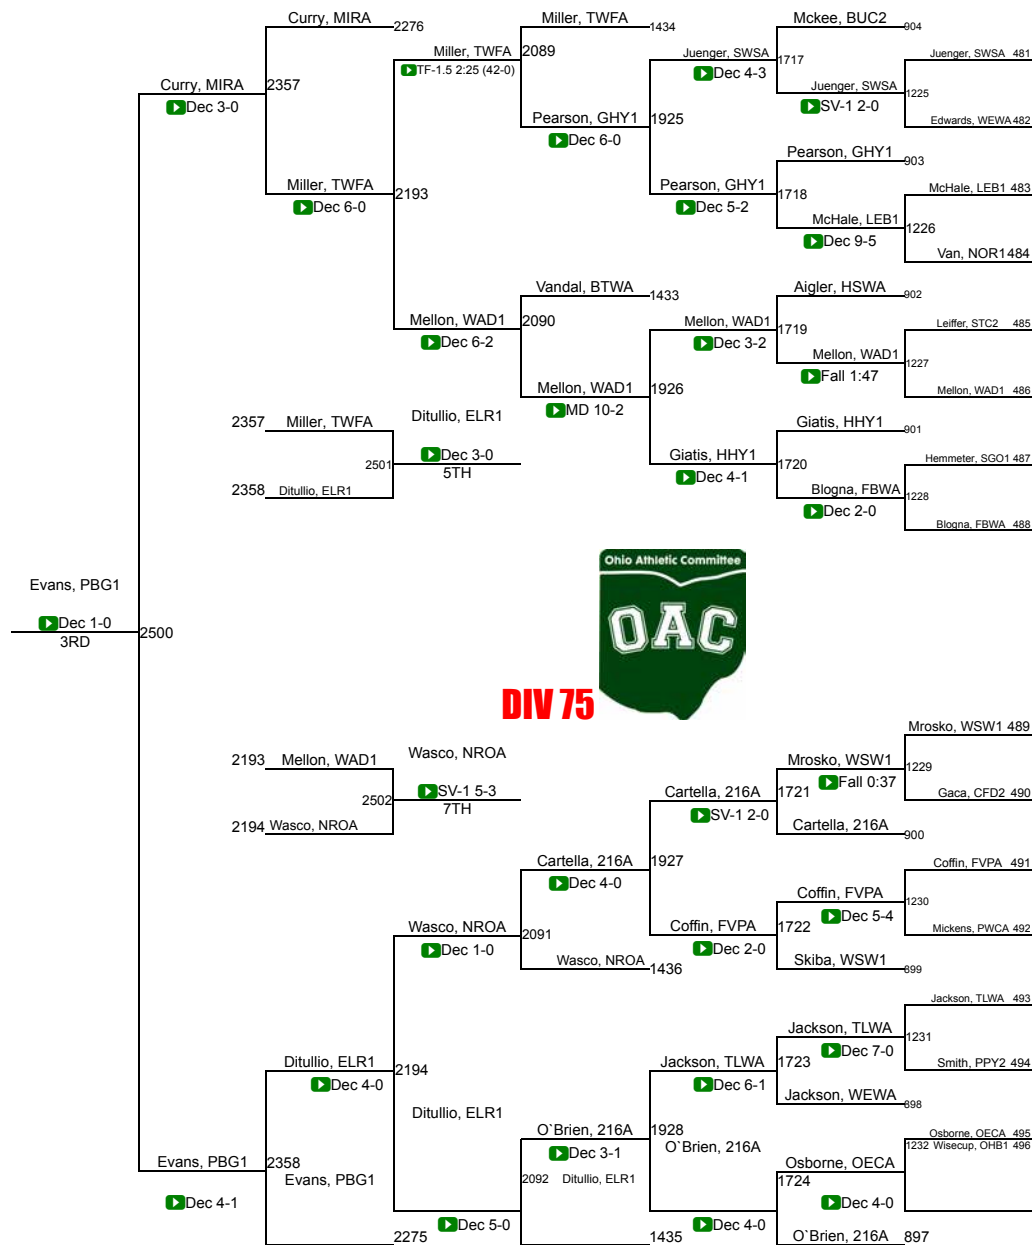 Curry, MIRA
2276
Miller, TWFA
1434
Mckee, BUC2
904
Miller, TWFA
2089
TF-1.5 2:25 (42-0)
Juenger, SWSA
1717
Dec 4-3
Juenger, SWSA 481
Curry, MIRA
2357
Dec 3-0
Juenger, SWSA
1225
SV-1 2-0
Pearson, GHY1
1925
Dec 6-0
Edwards, WEWA 482
Pearson, GHY1
903
Miller, TWFA
2193
Dec 6-0
Pearson, GHY1
1718
Dec 5-2
McHale, LEB1 483
McHale, LEB1
1226
Dec 9-5
Van, NOR1 484
Vandal, BTWA
1433
Aigler, HSWA
902
Mellon, WAD1
2090
Dec 6-2
Mellon, WAD1
1719
Dec 3-2
Leiffer, STC2 485
Mellon, WAD1
1227
Fall 1:47
Mellon, WAD1
1926
MD 10-2
Mellon, WAD1 486
2357 Miller, TWFA
Ditullio, ELR1
Giatis, HHY1
901
2501
Dec 3-0
5TH
Giatis, HHY1
1720
Dec 4-1
Hemmeter, SGO1 487
2358 Ditullio, ELR1
Blogna, FBWA
1228
Dec 2-0
Blogna, FBWA 488
Ohio Athletic Committee
OAC
Evans, PBG1
Dec 1-0
2500
3RD
DIV 75
Mrosko, WSW1 489
2193 Mellon, WAD1
Wasco, NROA
Mrosko, WSW1
1229
Fall 0:37
2502
SV-1 5-3
7TH
Cartella, 216A
1721
SV-1 2-0
Gaca, CFD2 490
2194 Wasco, NROA
Cartella, 216A
900
Cartella, 216A
1927
Dec 4-0
Coffin, FVPA 491
Coffin, FVPA
1230
Dec 5-4
Wasco, NROA
2091
Dec 1-0
Coffin, FVPA
1722
Dec 2-0
Mickens, PWCA 492
Wasco, NROA
1436
Skiba, WSW1
899
Jackson, TLWA 493
Jackson, TLWA
1231
Dec 7-0
Ditullio, ELR1
2194
Dec 4-0
Jackson, TLWA
1723
Dec 6-1
Smith, PPY2 494
Jackson, WEWA
898
Ditullio, ELR1
O`Brien, 216A
1928
Dec 3-1
O`Brien, 216A
Osborne, OECA 495
1232 Wisecup, OHB1 496
Evans, PBG1
2358
Dec 4-1
Evans, PBG1
2092 Ditullio, ELR1
Osborne, OECA
1724
Dec 4-0
Dec 5-0
Dec 4-0
2275
1435
O`Brien, 216A
897